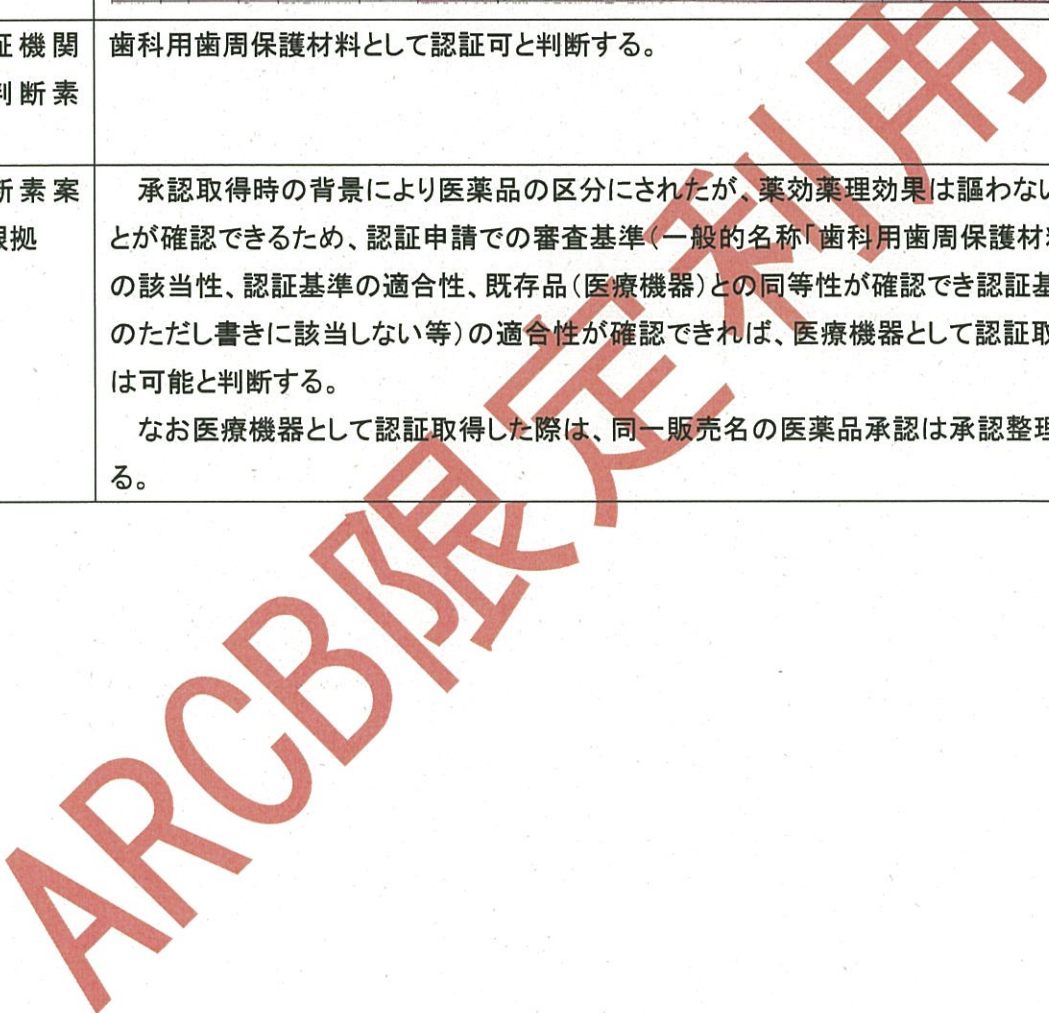 証機関
判断素
歯科用歯周保護材料として認証可と判断する。
断素案
根拠
承認取得時の背景により医薬品の区分にされたが、薬効薬理効果は謳わない
とが確認できるため、認証申請での審査基準(一般的名称「歯科用歯周保護材料
の該当性、認証基準の適合性、既存品(医療機器)との同等性が確認でき認証基
のただし書きに該当しない等)の適合性が確認できれば、医療機器として認証取
は可能と判断する。
なお医療機器として認証取得した際は、同一販売名の医薬品承認は承認整理
る。
ARCB限定利用